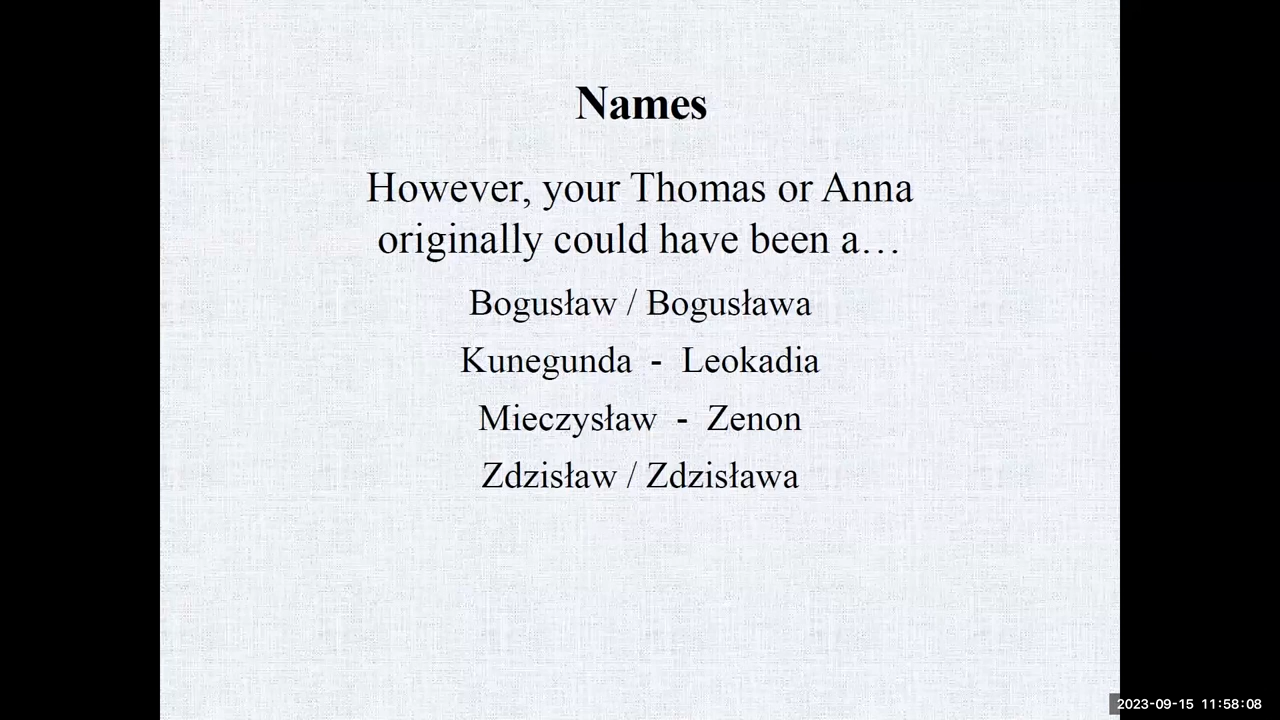 Names
However, your Thomas or Anna
originally could have been a…
Bogusław / Bogusława
Kunegunda - Leokadia
Mieczysław - Zenon
Zdzisław / Zdzisława
2023-09-15 11:58:08